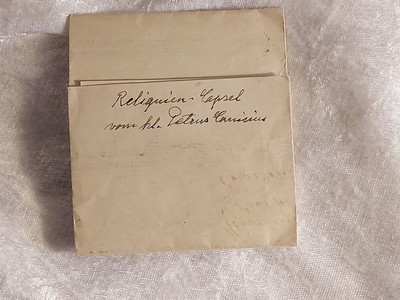 Reliquien-Capsel
vom hl. Petrus Canisius